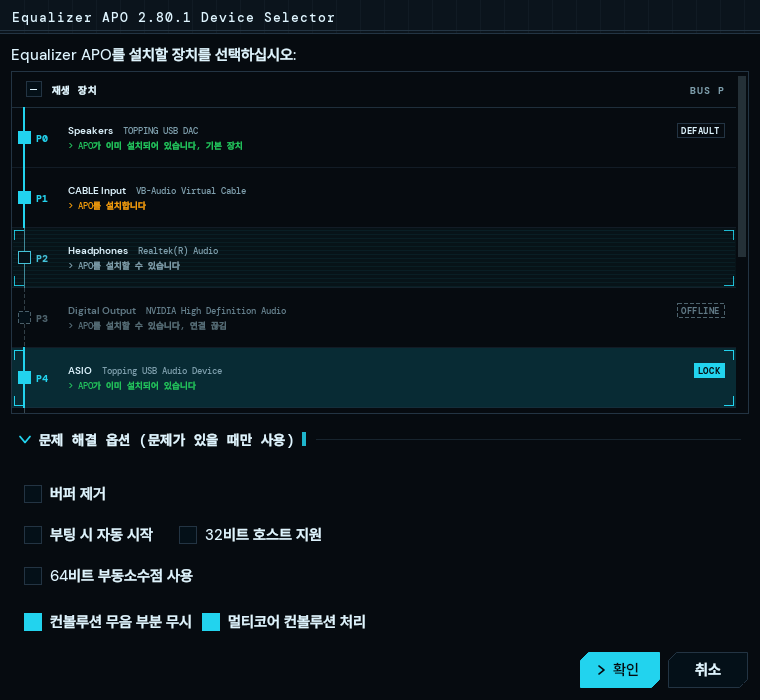 Equalizer APO 2.80.1 Device Selector
Equalizer APO를 설치할 장치를 선택하십시오:
재생 장치 BUS P
P0 Speakers TOPPING USB DAC DEFAULT
> APO가 이미 설치되어 있습니다, 기본 장치
P1 CABLE Input VB-Audio Virtual Cable
> APO를 설치합니다
P2 Headphones Realtek(R) Audio
> APO를 설치할 수 있습니다
P3 Digital Output NVIDIA High Definition Audio OFFLINE
> APO를 설치할 수 있습니다, 연결 끊김
P4 ASIO Topping USB Audio Device LOCK
> APO가 이미 설치되어 있습니다
문제 해결 옵션 (문제가 있을 때만 사용)
버퍼 제거
부팅 시 자동 시작 32비트 호스트 지원
64비트 부동소수점 사용
컨볼루션 무음 부분 무시 멀티코어 컨볼루션 처리
> 확인 취소